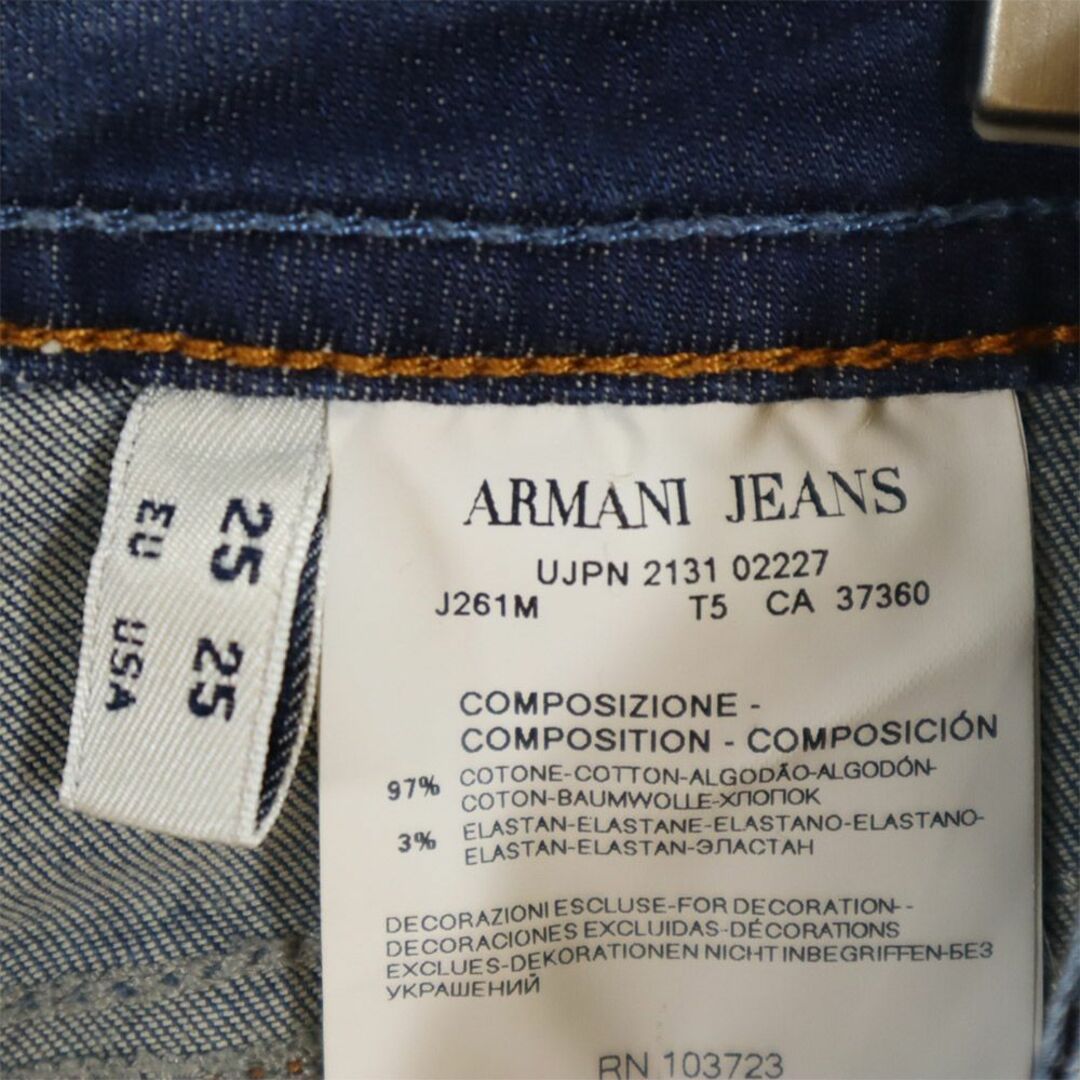 25 25
EU USA
ARMANI JEANS
UJPN 2131 02227
J261M T5 CA 37360
COMPOSIZIONE -
COMPOSITION - COMPOSICIÓN
97% COTONE-COTTON-ALGODÃO-ALGODÓN-
COTON-BAUMWOLLE-ХЛОПОК
3% ELASTAN-ELASTANE-ELASTANO-ELASTANO-
ELASTAN-ELASTAN-ЭЛАСТАН
DECORAZIONI ESCLUSE-FOR DECORATION--
DECORACIONES EXCLUIDAS-DÉCORATIONS
EXCLUES-DEKORATIONEN NICHT INBEGRIFFEN-БЕЗ
УКРАШЕНИЙ
RN 103723